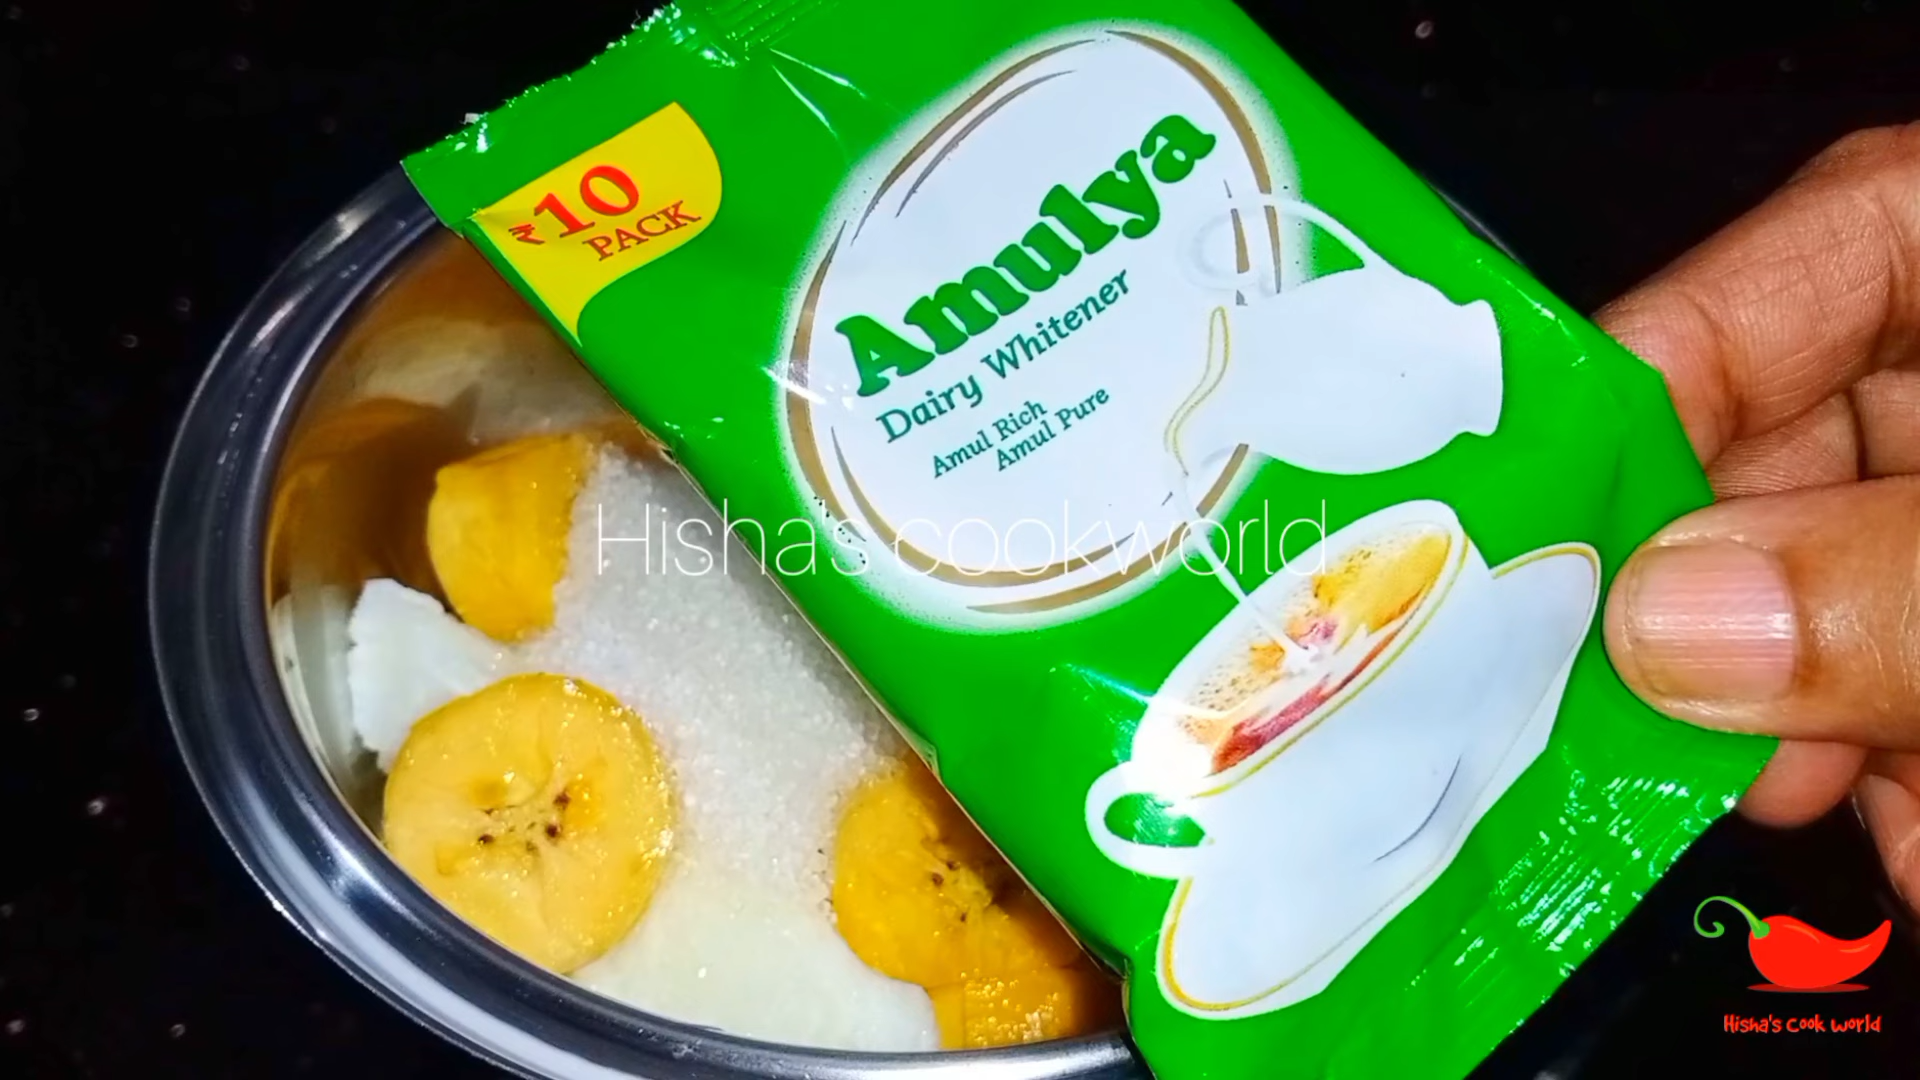 ₹10
PACK
Amulya
Dairy Whitener
Amul Rich
Amul Pure
Hisha's cookworld
Hisha's Cook world